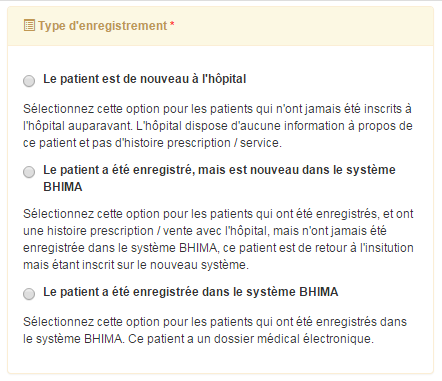 Type d'enregistrement *
Le patient est de nouveau à l'hôpital
Sélectionnez cette option pour les patients qui n'ont jamais été inscrits à
l'hôpital auparavant. L'hôpital dispose d'aucune information à propos de
ce patient et pas d'histoire prescription / service.
Le patient a été enregistré, mais est nouveau dans le système
BHIMA
Sélectionnez cette option pour les patients qui ont été enregistrés, et ont
une histoire prescription / vente avec l'hôpital, mais n'ont jamais été
enregistrée dans le système BHIMA, ce patient est de retour à l'insitution
mais étant inscrit sur le nouveau système.
Le patient a été enregistrée dans le système BHIMA
Sélectionnez cette option pour les patients qui ont été enregistrés dans
le système BHIMA. Ce patient a un dossier médical électronique.